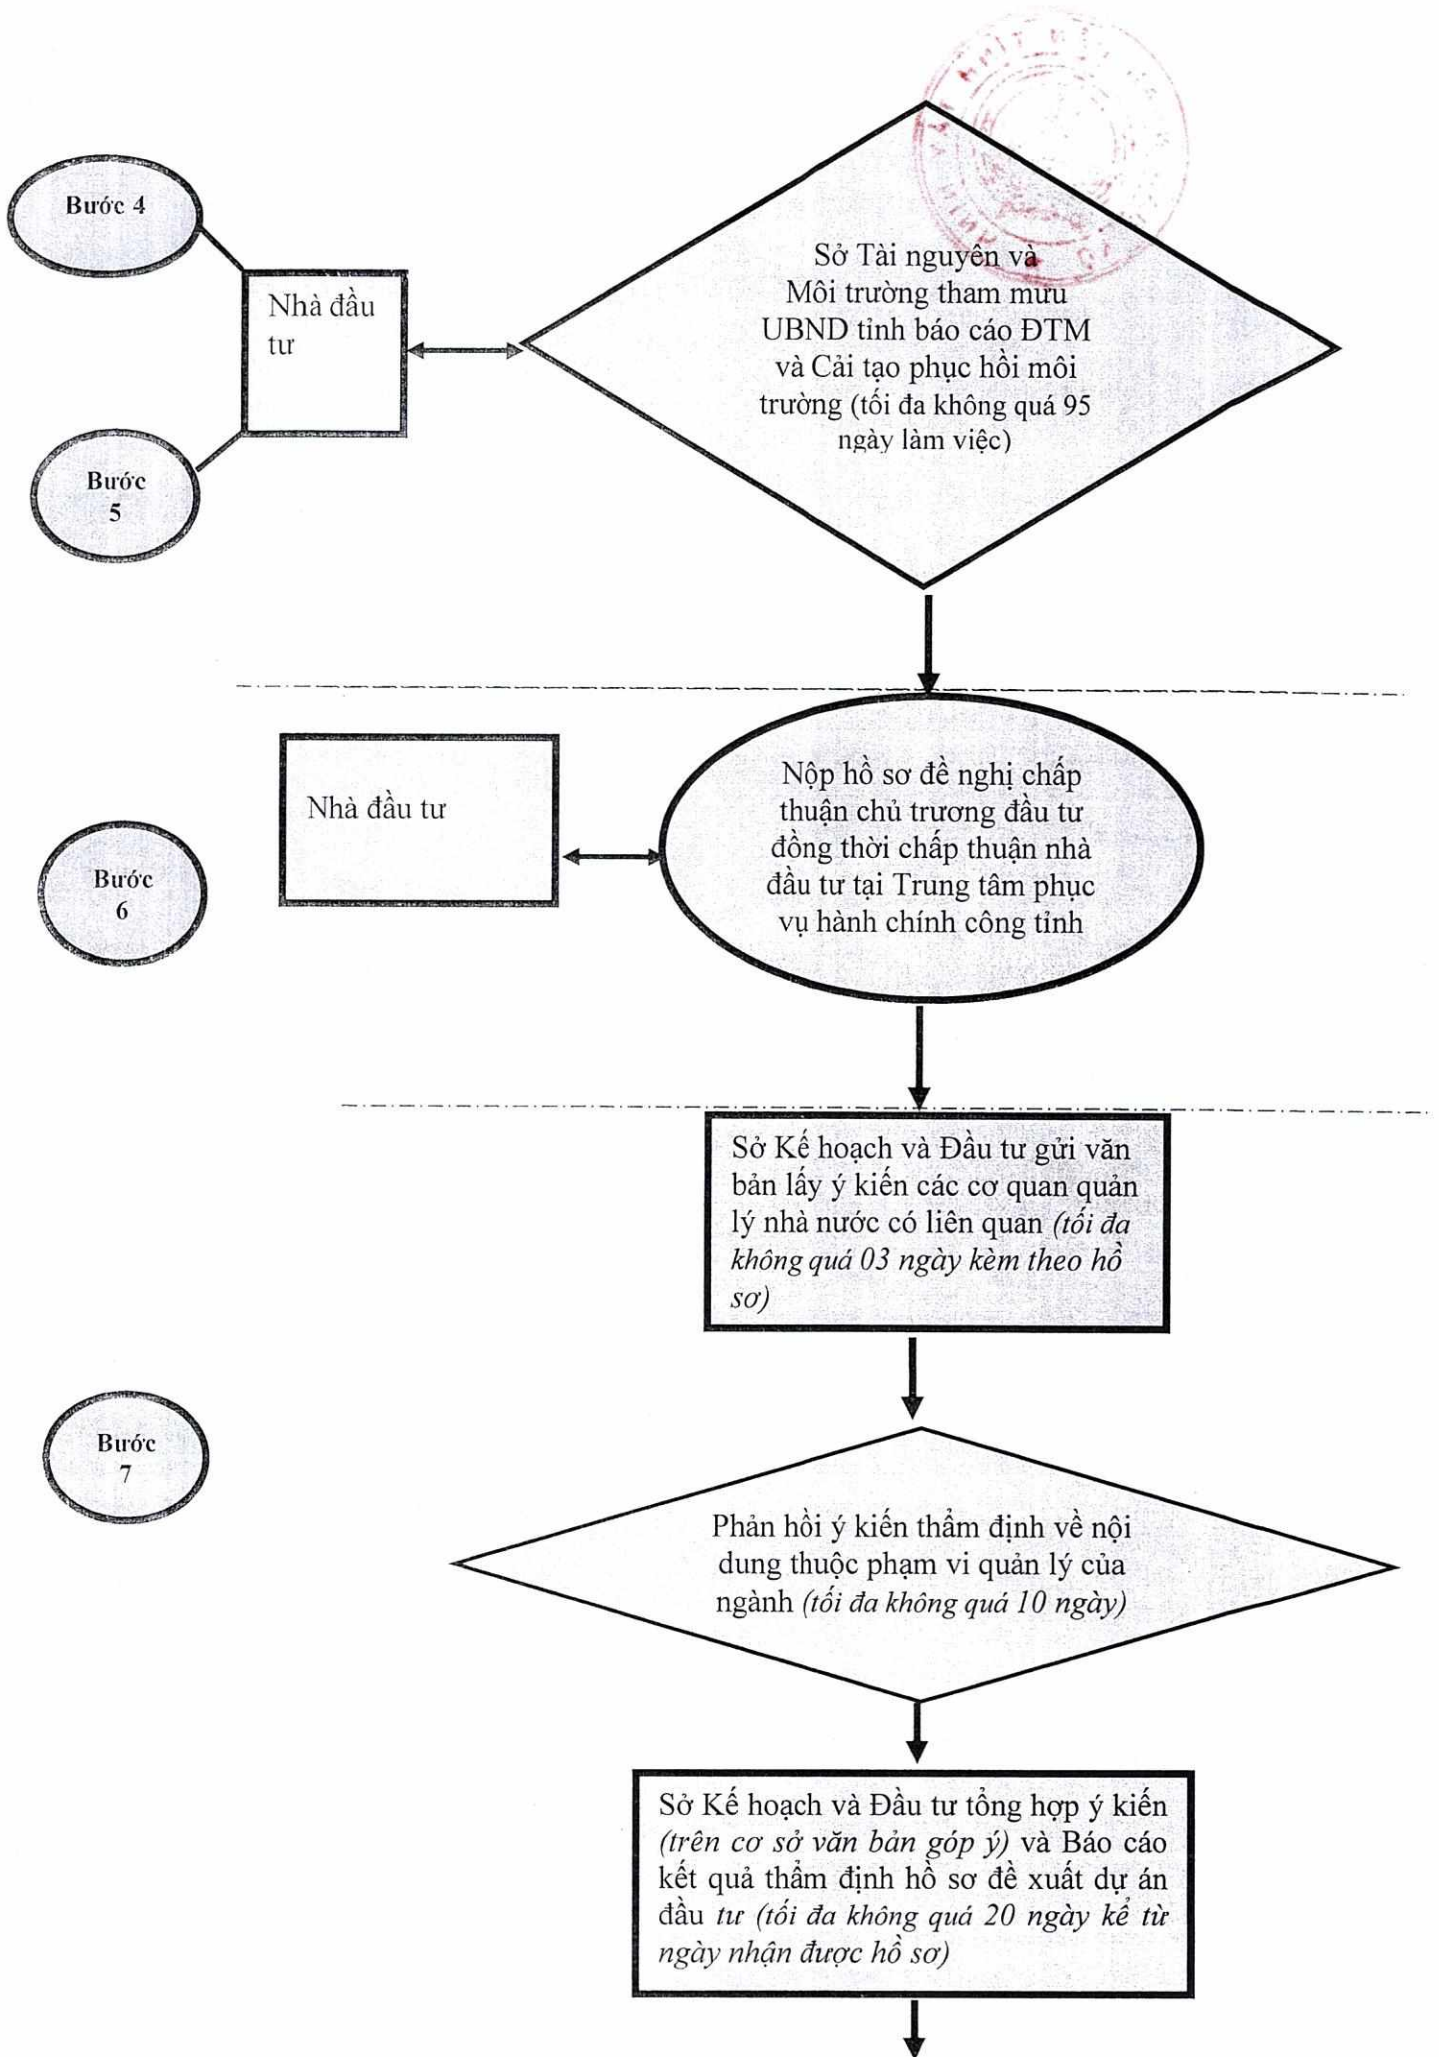 Bước 4
Nhà đầu
tư
Sở Tài nguyên và
Môi trường tham mưu
UBND tỉnh báo cáo ĐTM
và Cải tạo phục hồi môi
trường (tối đa không quá 95
ngày làm việc)
Bước
5
Nhà đầu tư
Nộp hồ sơ đề nghị chấp
thuận chủ trương đầu tư
đồng thời chấp thuận nhà
đầu tư tại Trung tâm phục
vụ hành chính công tỉnh
Bước
6
Sở Kế hoạch và Đầu tư gửi văn
bản lấy ý kiến các cơ quan quản
lý nhà nước có liên quan (tối đa
không quá 03 ngày kèm theo hồ
sơ)
Bước
7
Phản hồi ý kiến thẩm định về nội
dung thuộc phạm vi quản lý của
ngành (tối đa không quá 10 ngày)
Sở Kế hoạch và Đầu tư tổng hợp ý kiến
(trên cơ sở văn bản góp ý) và Báo cáo
kết quả thẩm định hồ sơ đề xuất dự án
đầu tư (tối đa không quá 20 ngày kể từ
ngày nhận được hồ sơ)